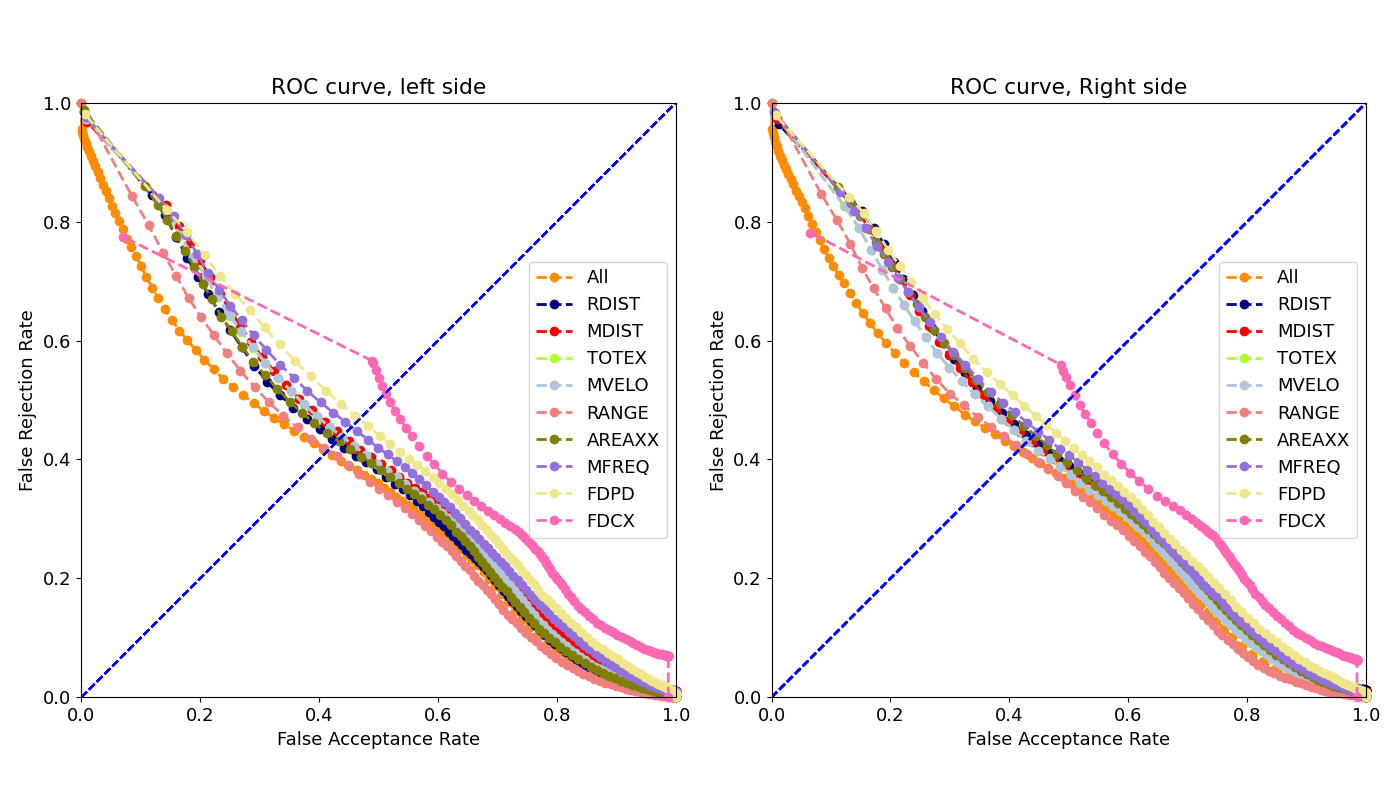 ROC curve, left side
1.0
0.8
0.6
0.4
0.2
0.0
False Rejection Rate
0.0 0.2 0.4 0.6 0.8 1.0
False Acceptance Rate
All
RDIST
MDIST
TOTEX
MVELO
RANGE
AREAXX
MFREQ
FDPD
FDCX
ROC curve, Right side
1.0
0.8
0.6
0.4
0.2
0.0
False Rejection Rate
0.0 0.2 0.4 0.6 0.8 1.0
False Acceptance Rate
All
RDIST
MDIST
TOTEX
MVELO
RANGE
AREAXX
MFREQ
FDPD
FDCX